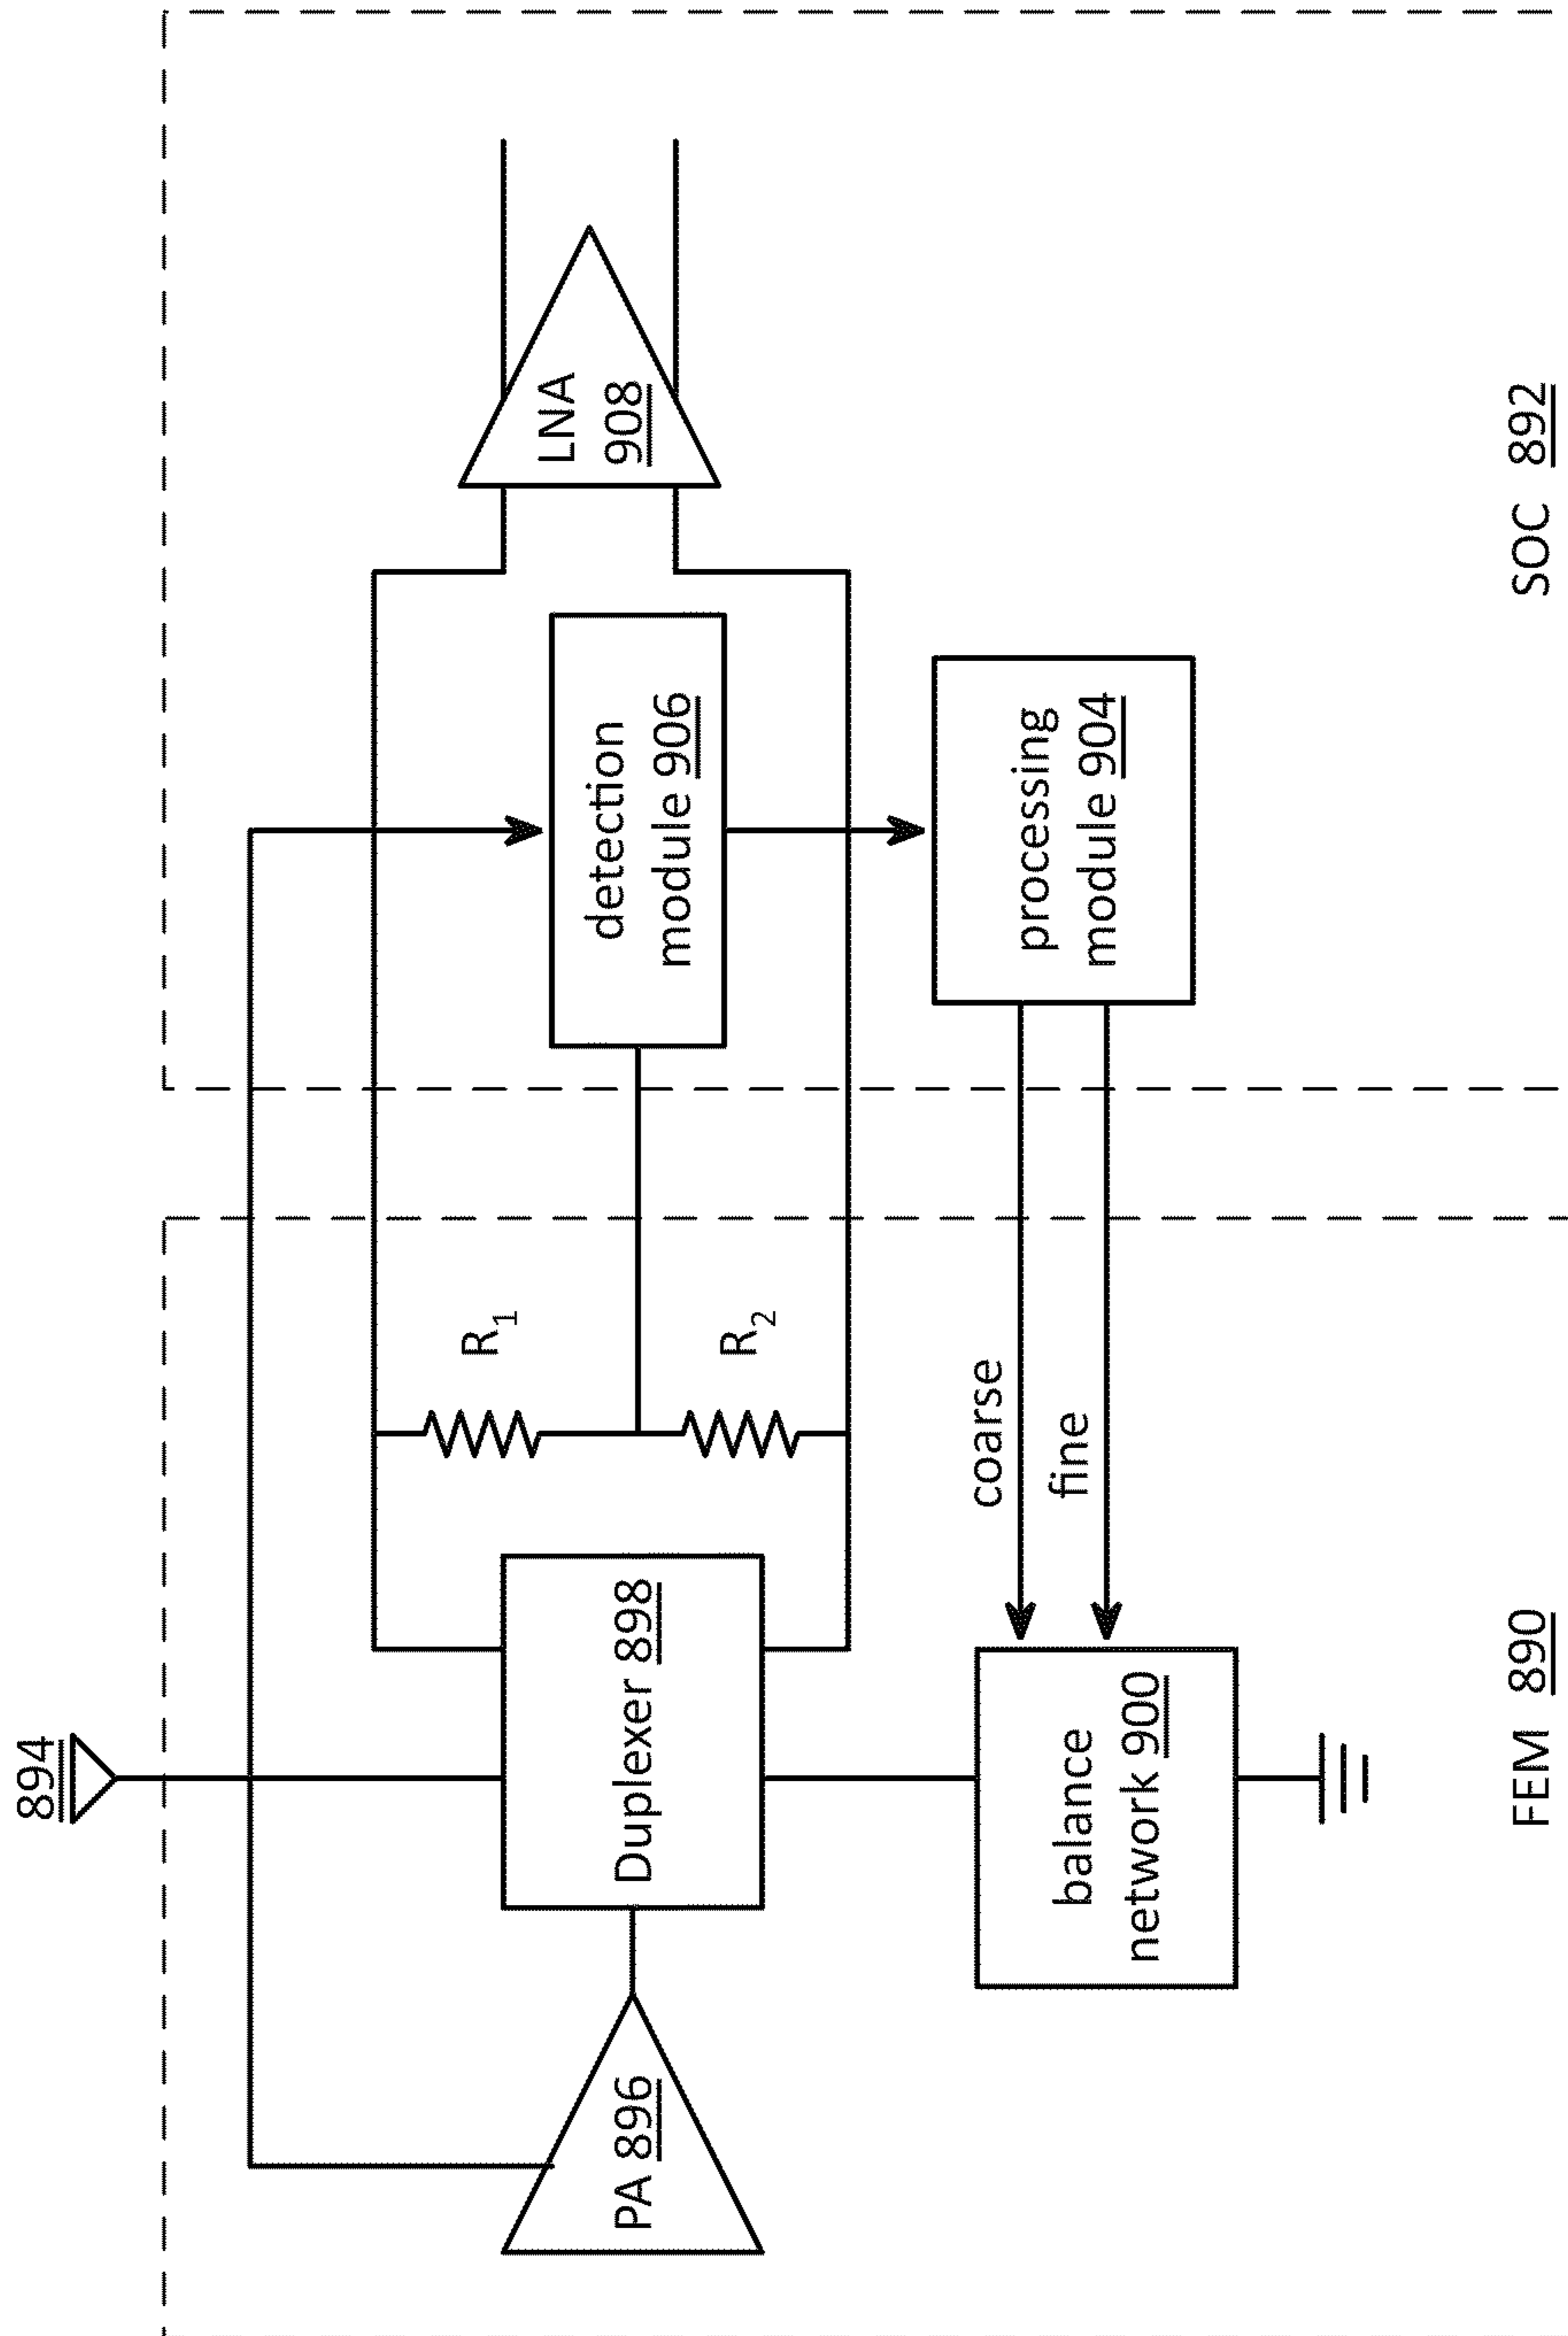 894
PA 896
Duplexer 898
R1
R2
detection
module 906
LNA
908
coarse
fine
balance
network 900
processing
module 904
FEM 890
SOC 892